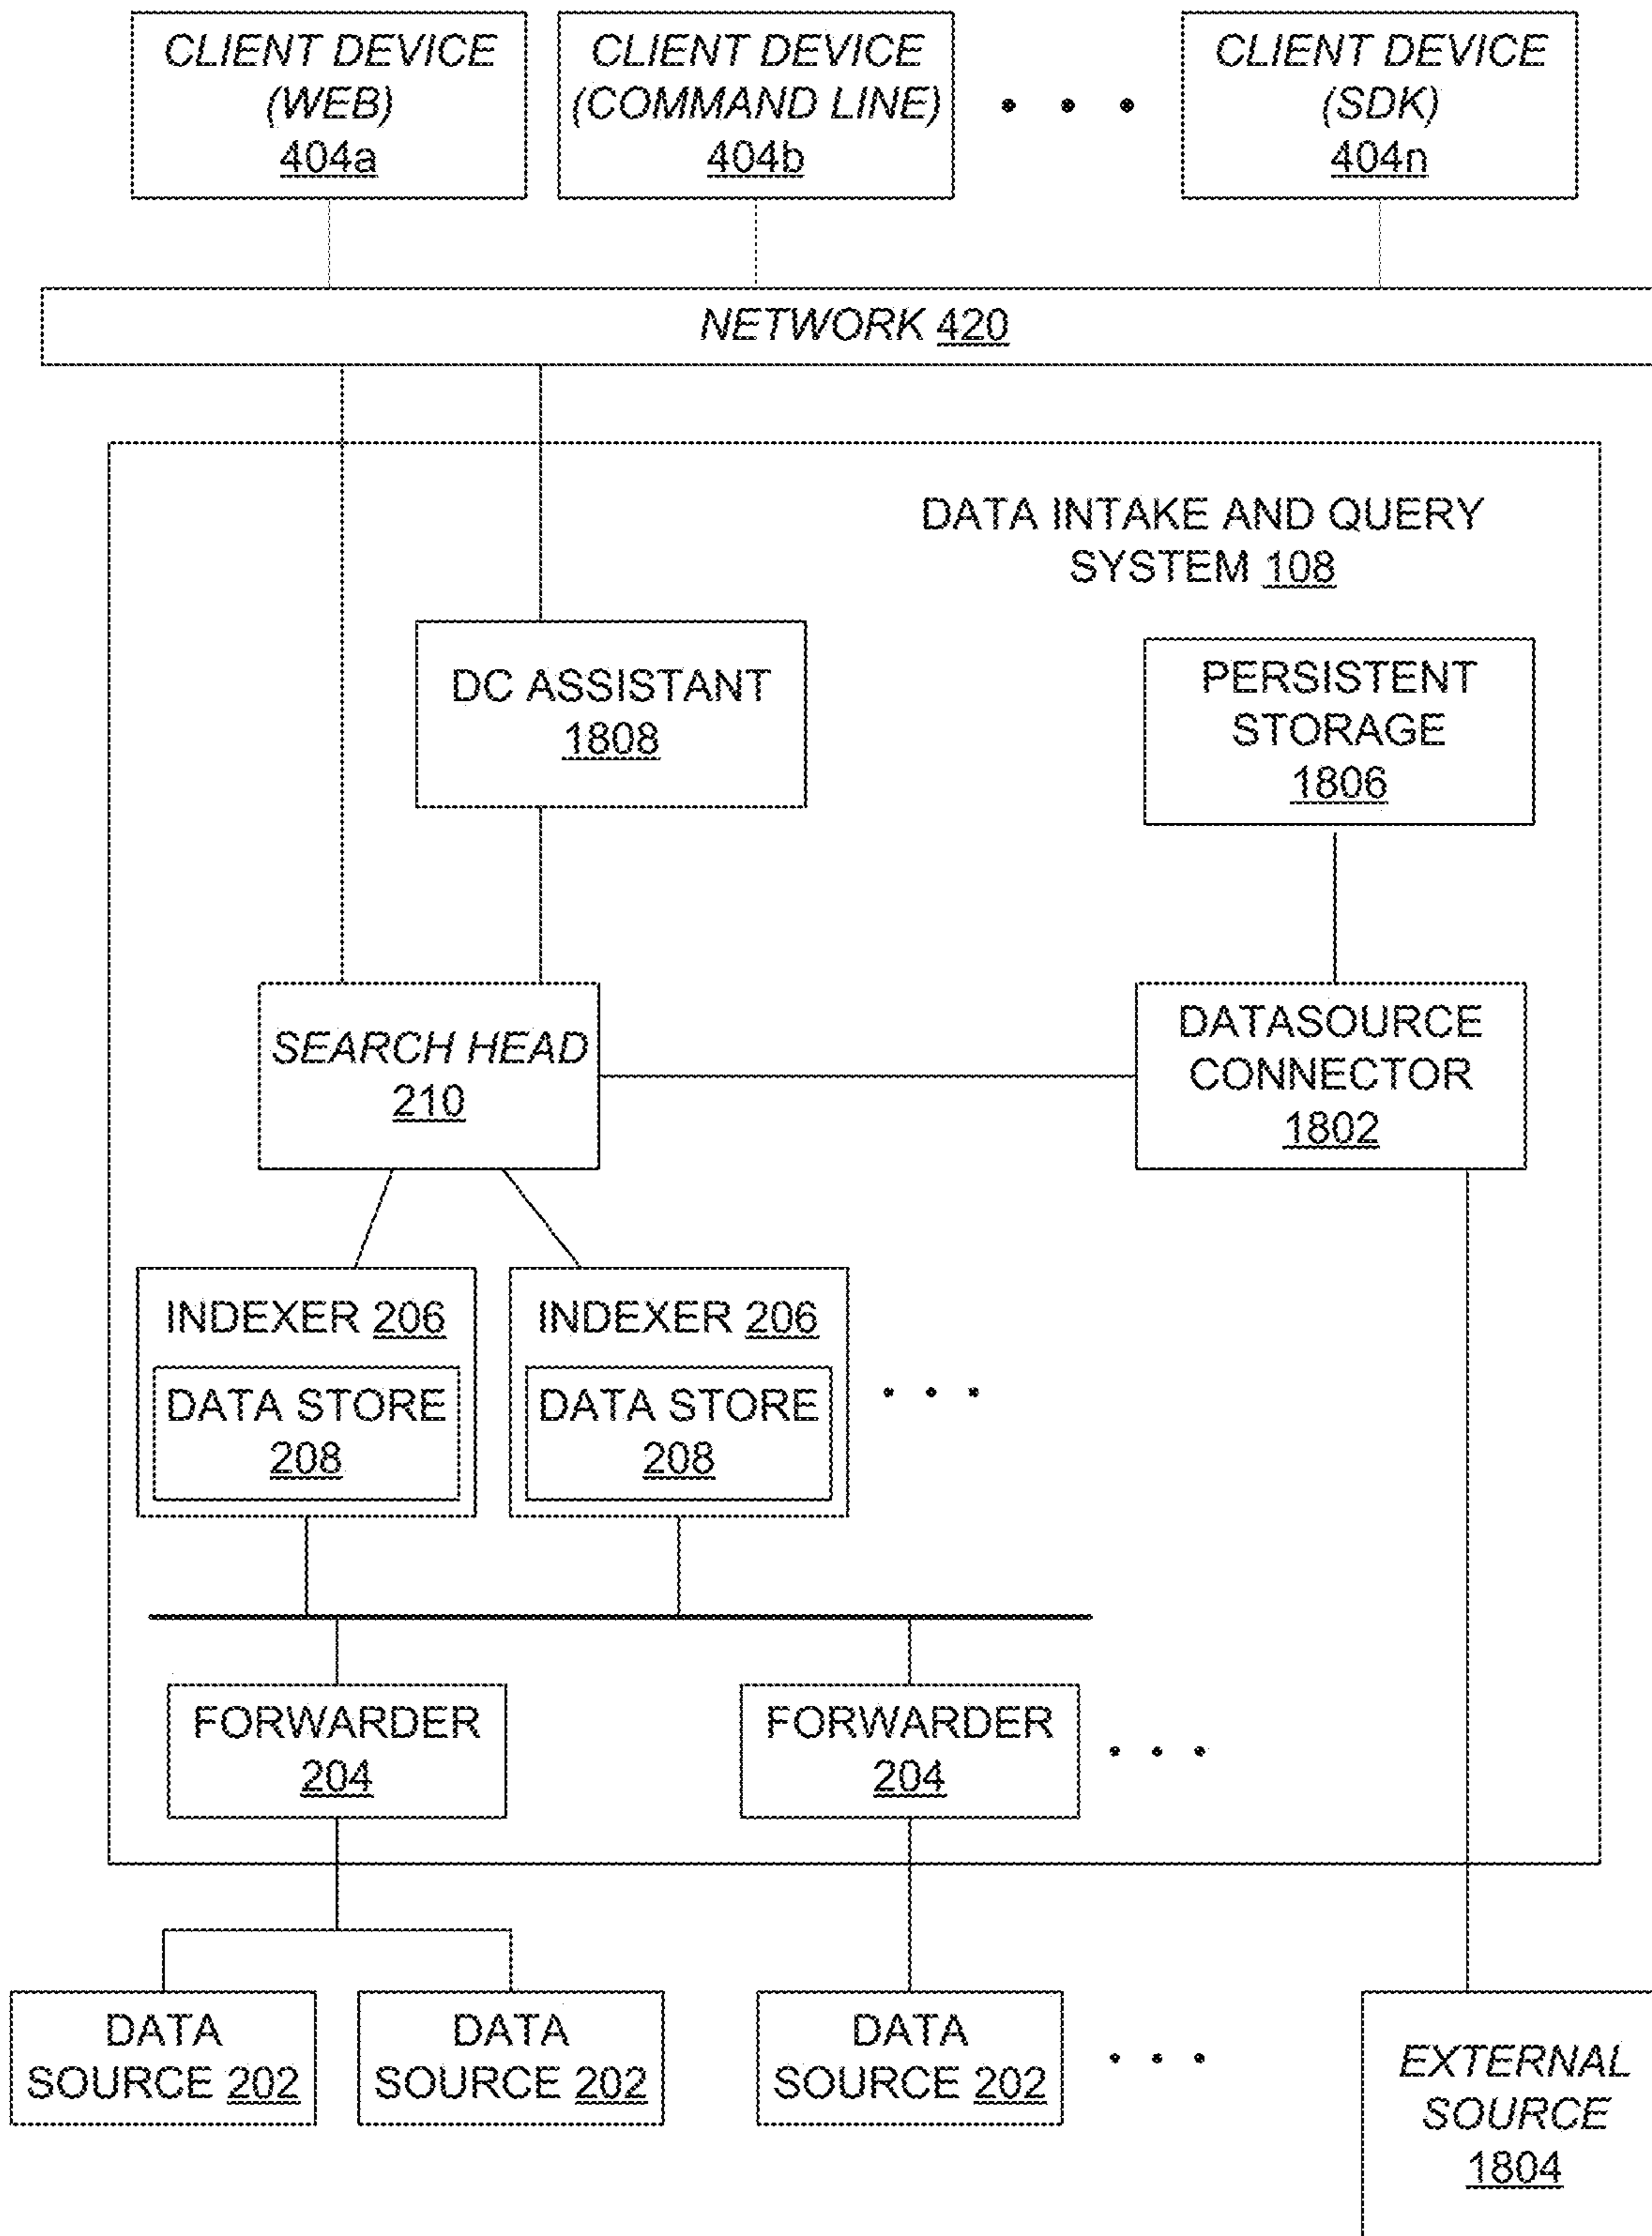 CLIENT DEVICE
(WEB)
404a
CLIENT DEVICE
(COMMAND LINE)
404b
CLIENT DEVICE
(SDK)
404n
NETWORK 420
DATA INTAKE AND QUERY
SYSTEM 108
DC ASSISTANT
1808
PERSISTENT
STORAGE
1806
SEARCH HEAD
210
DATASOURCE
CONNECTOR
1802
INDEXER 206
DATA STORE
208
INDEXER 206
DATA STORE
208
FORWARDER
204
FORWARDER
204
DATA
SOURCE 202
DATA
SOURCE 202
DATA
SOURCE 202
EXTERNAL
SOURCE
1804